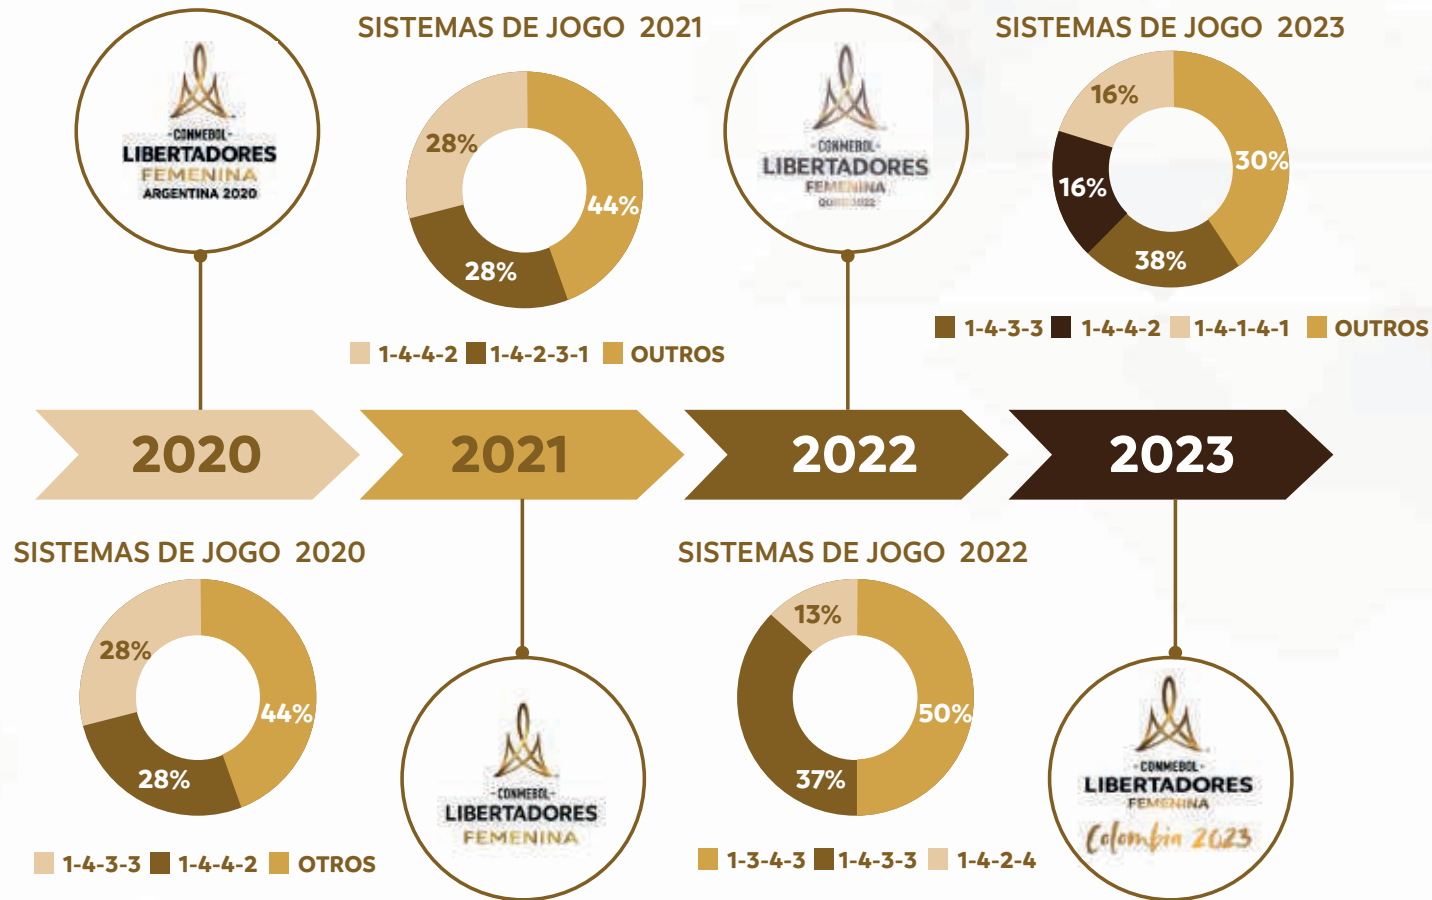 CONMEBOL
LIBERTADORES
FEMENINA
ARGENTINA 2020
SISTEMAS DE JOGO 2021
28%
44%
28%
1-4-4-2 1-4-2-3-1 OUTROS
CONMEBOL
LIBERTADORES
FEMENINA
2022
SISTEMAS DE JOGO 2023
16%
30%
16%
38%
1-4-3-3 1-4-4-2 1-4-1-4-1 OUTROS
2020 2021 2022 2023
SISTEMAS DE JOGO 2020
28%
44%
28%
1-4-3-3 1-4-4-2 OTROS
CONMEBOL
LIBERTADORES
FEMENINA
SISTEMAS DE JOGO 2022
13%
50%
37%
1-3-4-3 1-4-3-3 1-4-2-4
CONMEBOL
LIBERTADORES
FEMENINA
Colombia 2023